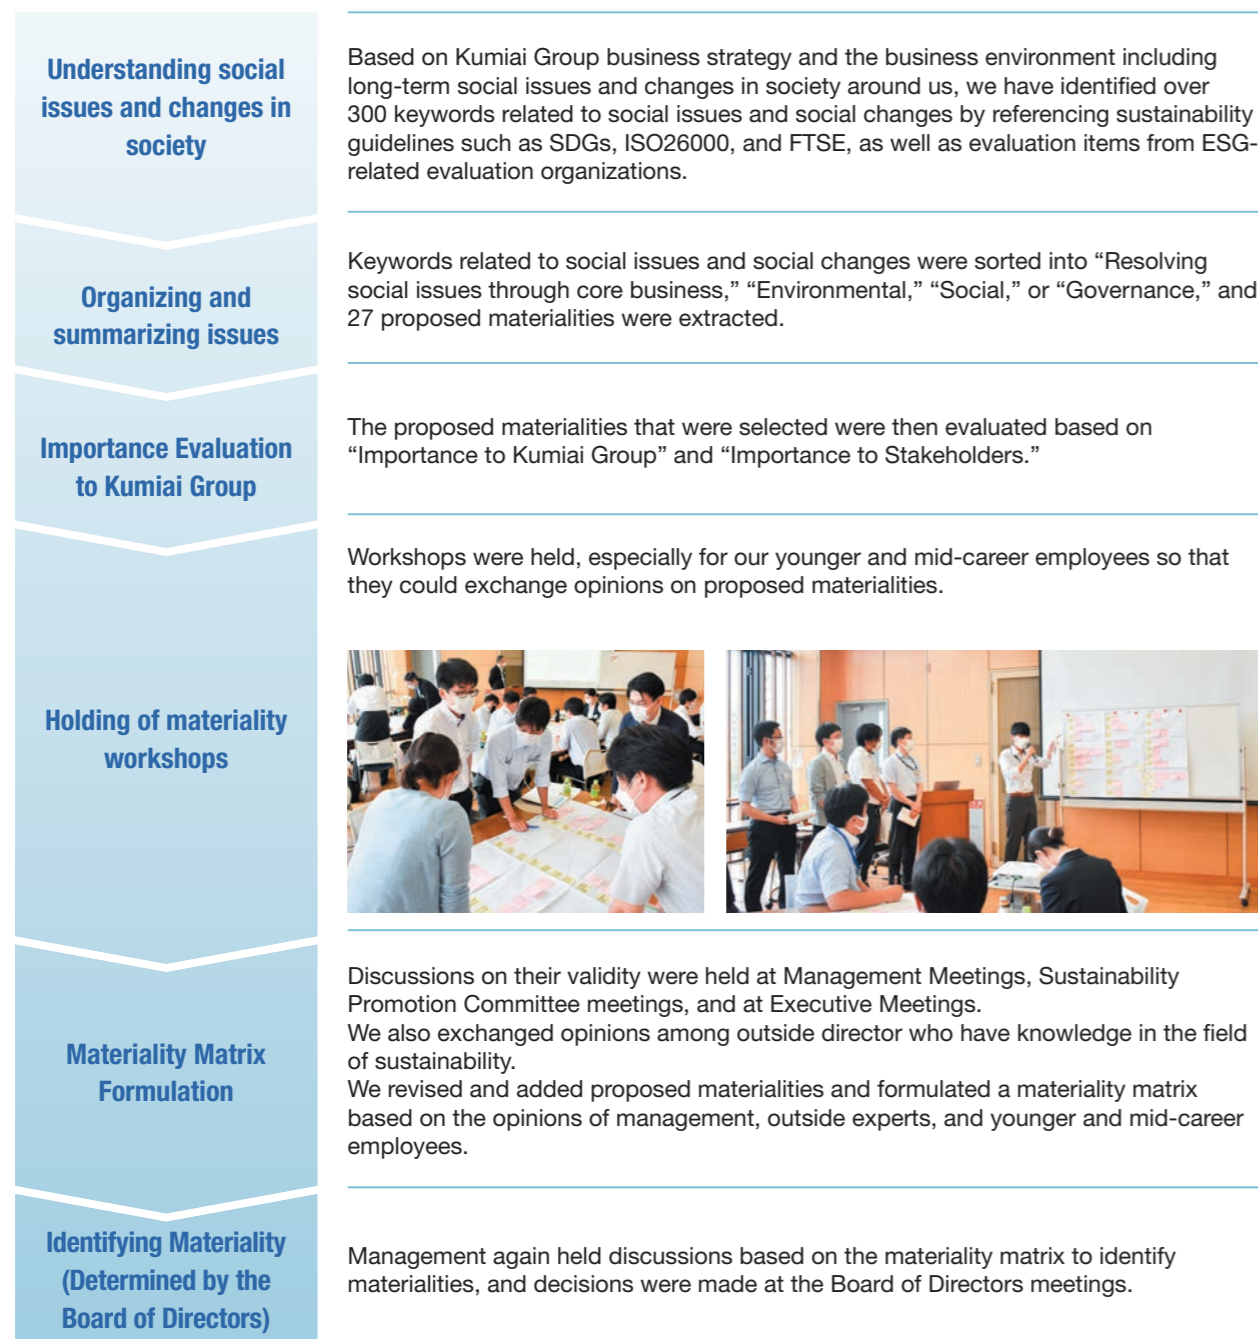 Understanding social
issues and changes in
society
Based on Kumiai Group business strategy and the business environment including
long-term social issues and changes in society around us, we have identified over
300 keywords related to social issues and social changes by referencing sustainability
guidelines such as SDGs, ISO26000, and FTSE, as well as evaluation items from ESG-
related evaluation organizations.
Organizing and
summarizing issues
Keywords related to social issues and social changes were sorted into “Resolving
social issues through core business,” “Environmental,” “Social,” or “Governance,” and
27 proposed materialities were extracted.
Importance Evaluation
to Kumiai Group
The proposed materialities that were selected were then evaluated based on
“Importance to Kumiai Group” and “Importance to Stakeholders.”
Holding of materiality
workshops
Workshops were held, especially for our younger and mid-career employees so that
they could exchange opinions on proposed materialities.
Materiality Matrix
Formulation
Discussions on their validity were held at Management Meetings, Sustainability
Promotion Committee meetings, and at Executive Meetings.
We also exchanged opinions among outside director who have knowledge in the field
of sustainability.
We revised and added proposed materialities and formulated a materiality matrix
based on the opinions of management, outside experts, and younger and mid-career
employees.
Identifying Materiality
(Determined by the
Board of Directors)
Management again held discussions based on the materiality matrix to identify
materialities, and decisions were made at the Board of Directors meetings.